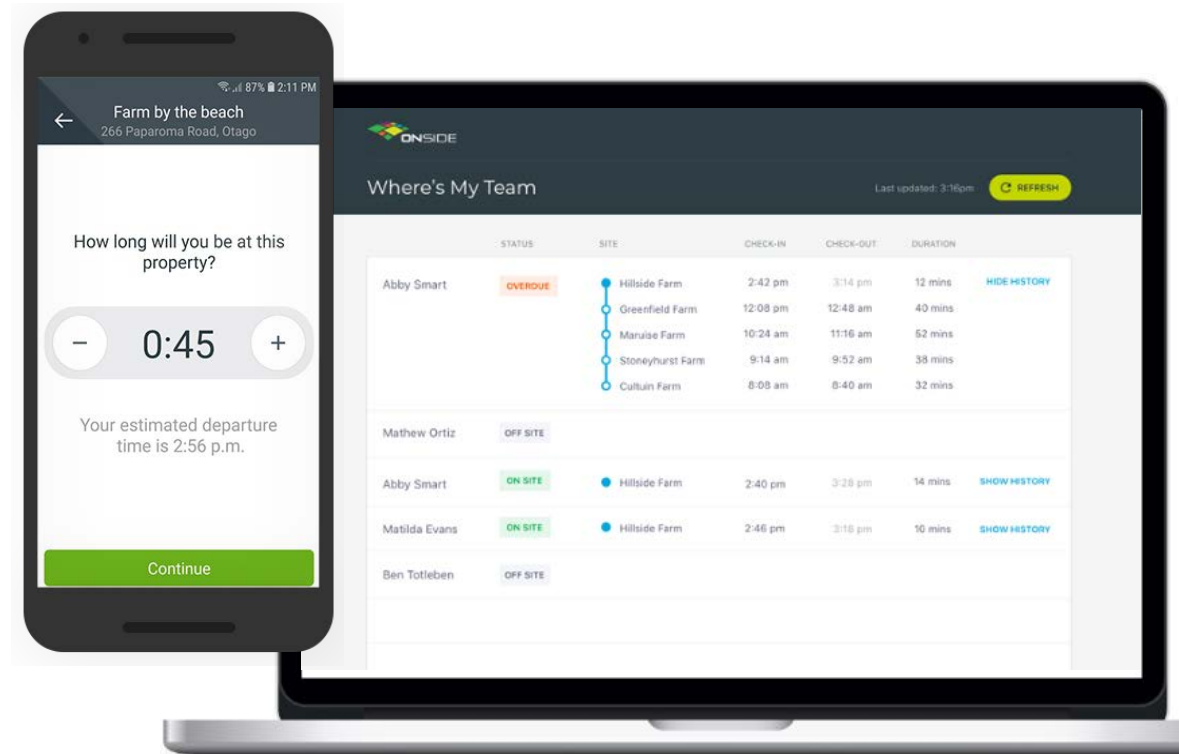 87% 2:11 PM
Farm by the beach
266 Paparoma Road, Otago
How long will you be at this
property?
− 0:45 +
Your estimated departure
time is 2:56 p.m.
Continue
ONSIDE
Where's My Team
Last updated: 3:16pm
REFRESH
STATUS SITE CHECK-IN CHECK-OUT DURATION
Abby Smart OVERDUE Hillside Farm 2:42 pm 3:14 pm 12 mins HIDE HISTORY
Greenfield Farm 12:08 pm 12:48 am 40 mins
Maruise Farm 10:24 am 11:16 am 52 mins
Stoneyhurst Farm 9:14 am 9:52 am 38 mins
Cultuin Farm 8:08 am 8:40 am 32 mins
Mathew Ortiz OFF SITE
Abby Smart ON SITE Hillside Farm 2:40 pm 3:28 pm 14 mins SHOW HISTORY
Matilda Evans ON SITE Hillside Farm 2:46 pm 3:16 pm 10 mins SHOW HISTORY
Ben Totleben OFF SITE